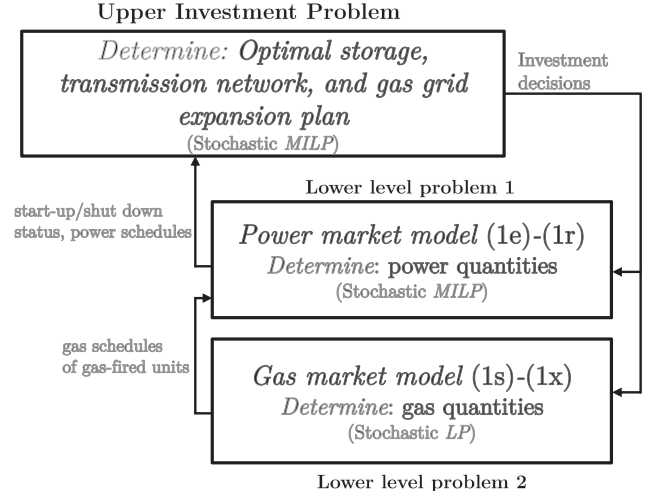 Upper Investment Problem
Determine: Optimal storage,
transmission network, and gas grid
expansion plan
(Stochastic MILP)
Investment
decisions
Lower level problem 1
start-up/shut down
status, power schedules
Power market model (1e)-(1r)
Determine: power quantities
(Stochastic MILP)
gas schedules
of gas-fired units
Gas market model (1s)-(1x)
Determine: gas quantities
(Stochastic LP)
Lower level problem 2